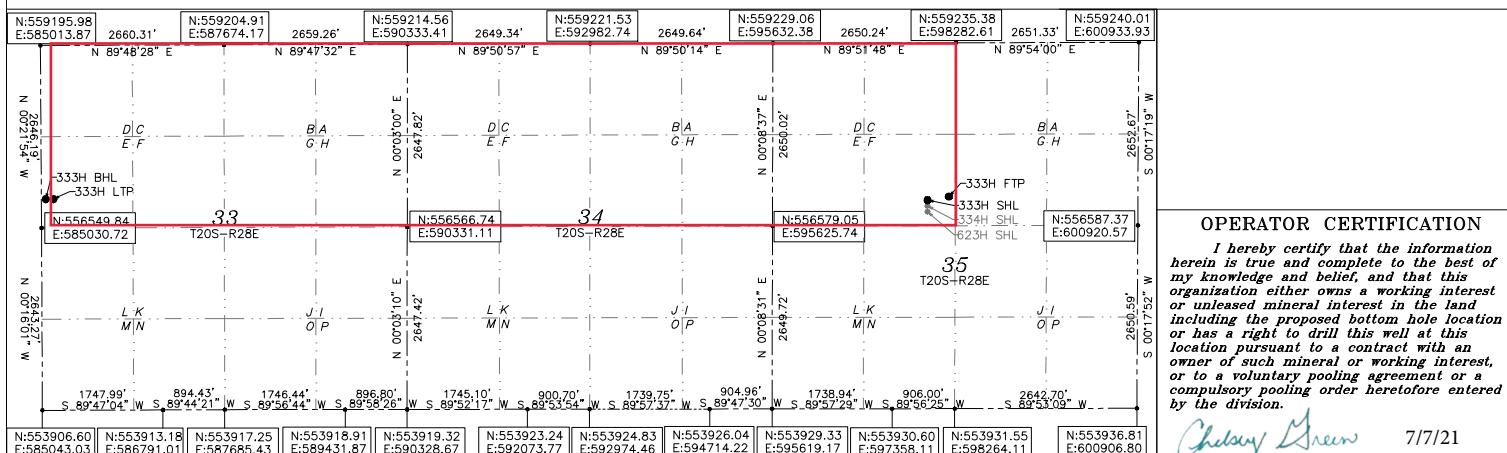 N:559195.98
E:585013.87
2660.31'
N 89°48'28" E
N:559204.91
E:587674.17
2659.26'
N 89°47'32" E
N:559214.56
E:590333.41
2649.34'
N 89°50'57" E
N:559221.53
E:592982.74
2649.64'
N 89°50'14" E
N:559229.06
E:595632.38
2650.24'
N 89°51'48" E
N:559235.38
E:598282.61
2651.33'
N 89°54'00" E
N:559240.01
E:600933.93
N 00°21'54" W
2646.19'
D C
E F
B A
G H
N 00°03'00" E
2647.82'
D C
E F
B A
G H
N 00°08'37" E
2650.02'
D C
E F
B A
G H
2652.67'
S 00°17'19" W
333H BHL
333H LTP
333H FTP
333H SHL
334H SHL
623H SHL
N:556549.84
E:585030.72
33
T20S-R28E
N:556566.74
E:590331.11
34
T20S-R28E
N:556579.05
E:595625.74
N:556587.37
E:600920.57
35
T20S-R28E
N 00°16'01" W
2643.27'
L K
M N
J I
O P
N 00°03'10" E
2647.42'
L K
M N
J I
O P
N 00°08'31" E
2649.72'
L K
M N
J I
O P
2650.59'
S 00°17'52" W
1747.99'
S 89°47'04" W
894.43'
S 89°44'21" W
1746.44'
S 89°56'44" W
896.80'
S 89°58'26" W
1745.10'
S 89°52'17" W
900.70'
S 89°53'54" W
1739.75'
S 89°57'37" W
904.96'
S 89°47'30" W
1738.94'
S 89°57'29" W
906.00'
S 89°56'25" W
2642.70'
S 89°53'09" W
N:553906.60
E:585043.03
N:553913.18
E:586791.01
N:553917.25
E:587685.43
N:553918.91
E:589431.87
N:553919.32
E:590328.67
N:553923.24
E:592073.77
N:553924.83
E:592974.46
N:553926.04
E:594714.22
N:553929.33
E:595619.17
N:553930.60
E:597358.11
N:553931.55
E:598264.11
N:553936.81
E:600906.80
OPERATOR CERTIFICATION
I hereby certify that the information
herein is true and complete to the best of
my knowledge and belief, and that this
organization either owns a working interest
or unleased mineral interest in the land
including the proposed bottom hole location
or has a right to drill this well at this
location pursuant to a contract with an
owner of such mineral or working interest,
or to a voluntary pooling agreement or a
compulsory pooling order heretofore entered
by the division.
Chelsey Green 7/7/21